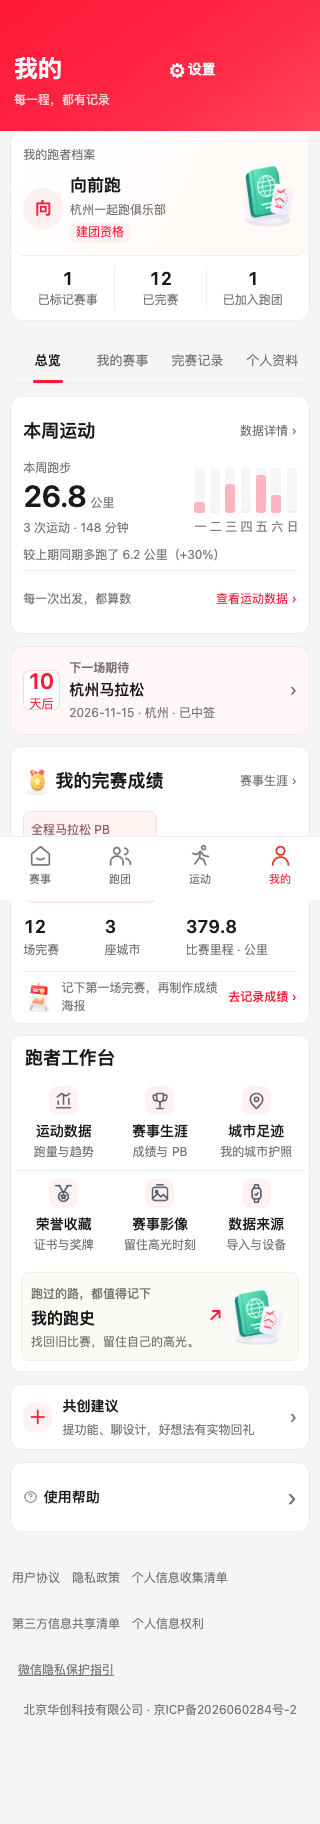 我的
设置
每一程，都有记录
我的跑者档案
向
向前跑
杭州一起跑俱乐部
建团资格
1
已标记赛事
12
已完赛
1
已加入跑团
总览
我的赛事
完赛记录
个人资料
本周运动
数据详情 ›
本周跑步
26.8 公里
3 次运动 · 148 分钟
一 二 三 四 五 六 日
较上期同期多跑了 6.2 公里（+30%）
每一次出发，都算数
查看运动数据 ›
10
天后
下一场期待
杭州马拉松
2026-11-15 · 杭州 · 已中签
我的完赛成绩
赛事生涯 ›
全程马拉松 PB
赛事
跑团
运动
我的
12
场完赛
3
座城市
379.8
比赛里程 · 公里
记下第一场完赛，再制作成绩
海报
去记录成绩 ›
跑者工作台
运动数据
跑量与趋势
赛事生涯
成绩与 PB
城市足迹
我的城市护照
荣誉收藏
证书与奖牌
赛事影像
留住高光时刻
数据来源
导入与设备
跑过的路，都值得记下
我的跑史
找回旧比赛，留住自己的高光。
共创建议
提功能、聊设计，好想法有实物回礼
使用帮助
用户协议
隐私政策
个人信息收集清单
第三方信息共享清单
个人信息权利
微信隐私保护指引
北京华创科技有限公司 · 京ICP备2026060284号-2